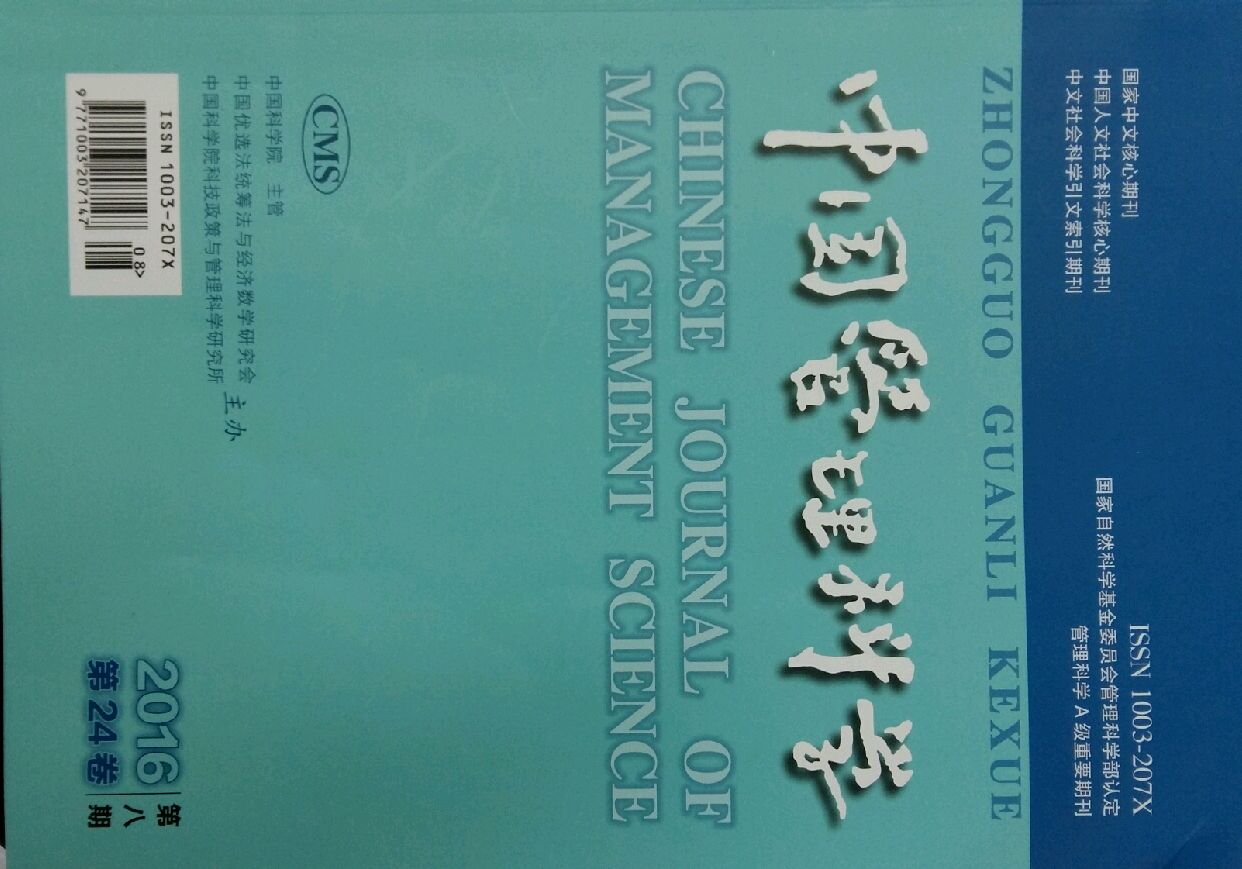 国家中文核心期刊
中国人文社会科学核心期刊
中文社会科学引文索引期刊
ISSN 1003-207X
国家自然科学基金委员会管理科学部认定
管理科学 A 级重要期刊
ZHONGGUO GUANLI KEXUE
中国管理科学
CHINESE JOURNAL OF
MANAGEMENT SCIENCE
CMS
中国科学院 主管
中国优选法统筹法与经济数学研究会
中国科学院科技政策与管理科学研究所
主办
ISSN 1003-207X
9 771003 207147
08>
2016
第24卷
第八期